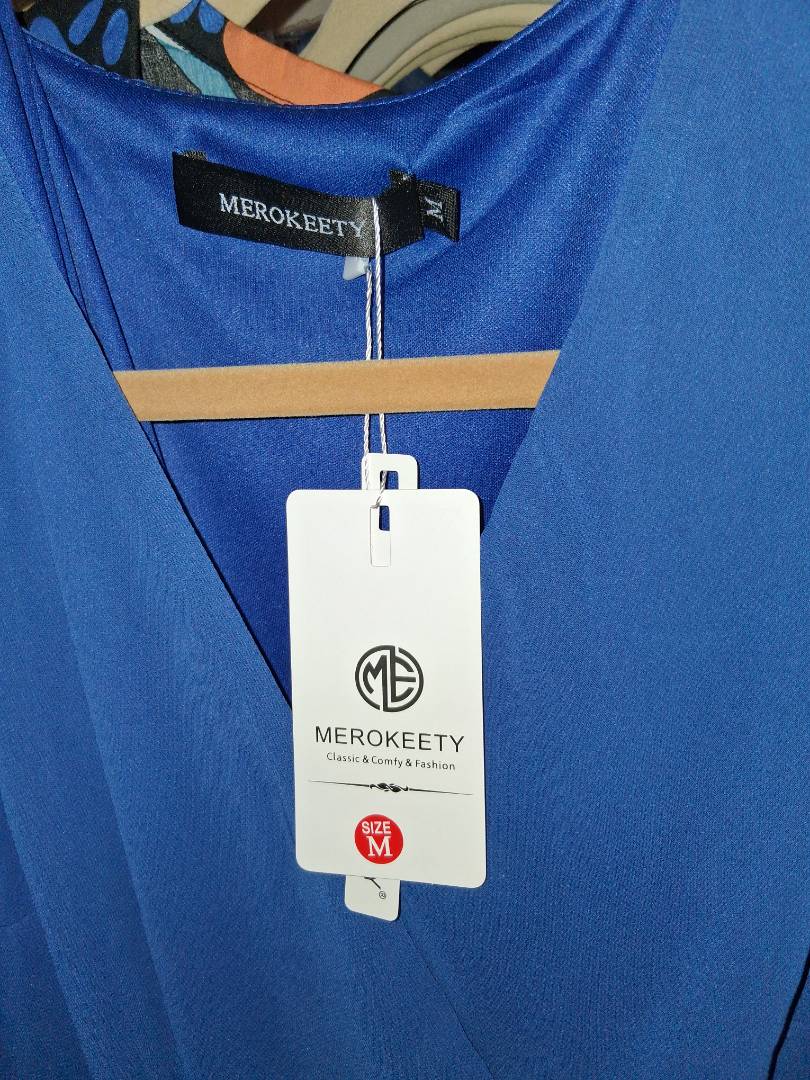 MEROKEETY
M
ME
MEROKEETY
Classic & Comfy & Fashion
SIZE
M
®